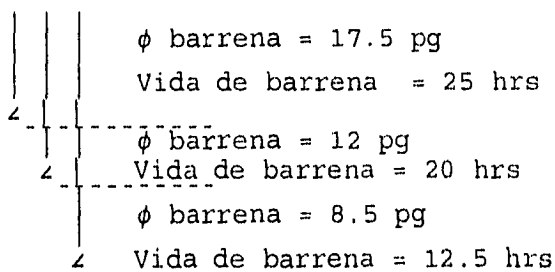 ϕ barrena = 17.5 pg
Vida de barrena = 25 hrs
ϕ barrena = 12 pg
Vida de barrena = 20 hrs
ϕ barrena = 8.5 pg
Vida de barrena = 12.5 hrs